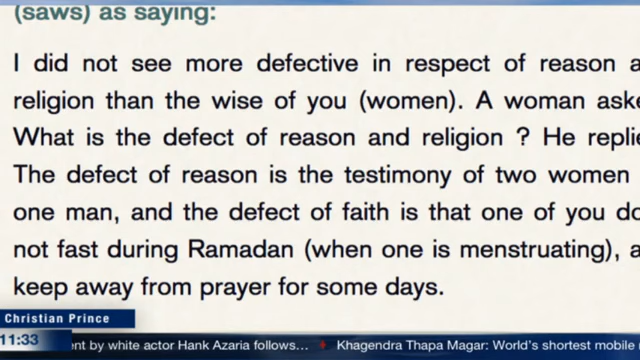 (saws) as saying:
I did not see more defective in respect of reason
religion than the wise of you (women). A woman
What is the defect of reason and religion ? He
The defect of reason is the testimony of two women
one man, and the defect of faith is that one of you
not fast during Ramadan (when one is menstruating),
keep away from prayer for some days.
Christian Prince
11:33
by white actor Hank Azaria follows... ♦ Khagendra Thapa Magar: World's shortest mobile